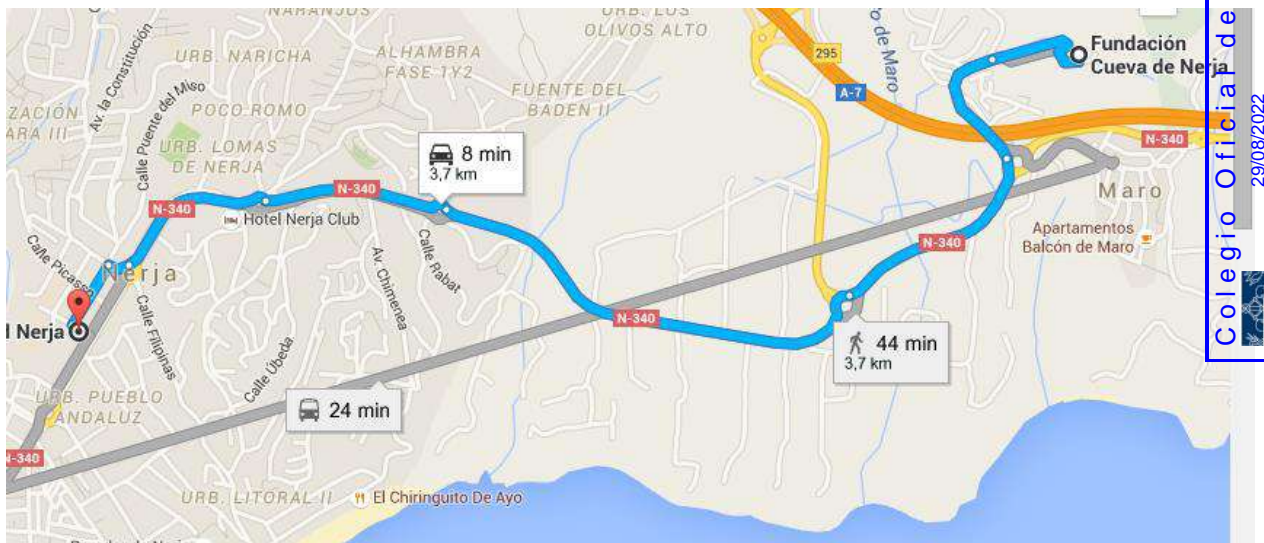 NARANJOS
URB. LOS
OLIVOS ALTO
Av. la Constitución
URB. NARICHA
ALHAMBRA
FASE 1Y2
295
o de Maro
Fundación
Cueva de Nerja
Calle Puente del Miso
FUENTE DEL
BADEN II
A-7
ZACIÓN
ARA III
POCO ROMO
URB. LOMAS
DE NERJA
8 min
3,7 km
N-340
N-340
N-340
Maro
Hotel Nerja Club
Apartamentos
Balcón de Maro
N-340
Calle Picasso
Nerja
Calle Rabat
Av. Chimenea
Calle Filipinas
l Nerja
N-340
44 min
3,7 km
Calle Úbeda
24 min
URB. PUEBLO
ANDALUZ
N-340
URB. LITORAL II
El Chiringuito De Ayo
Colegio Oficial de
29/08/2022